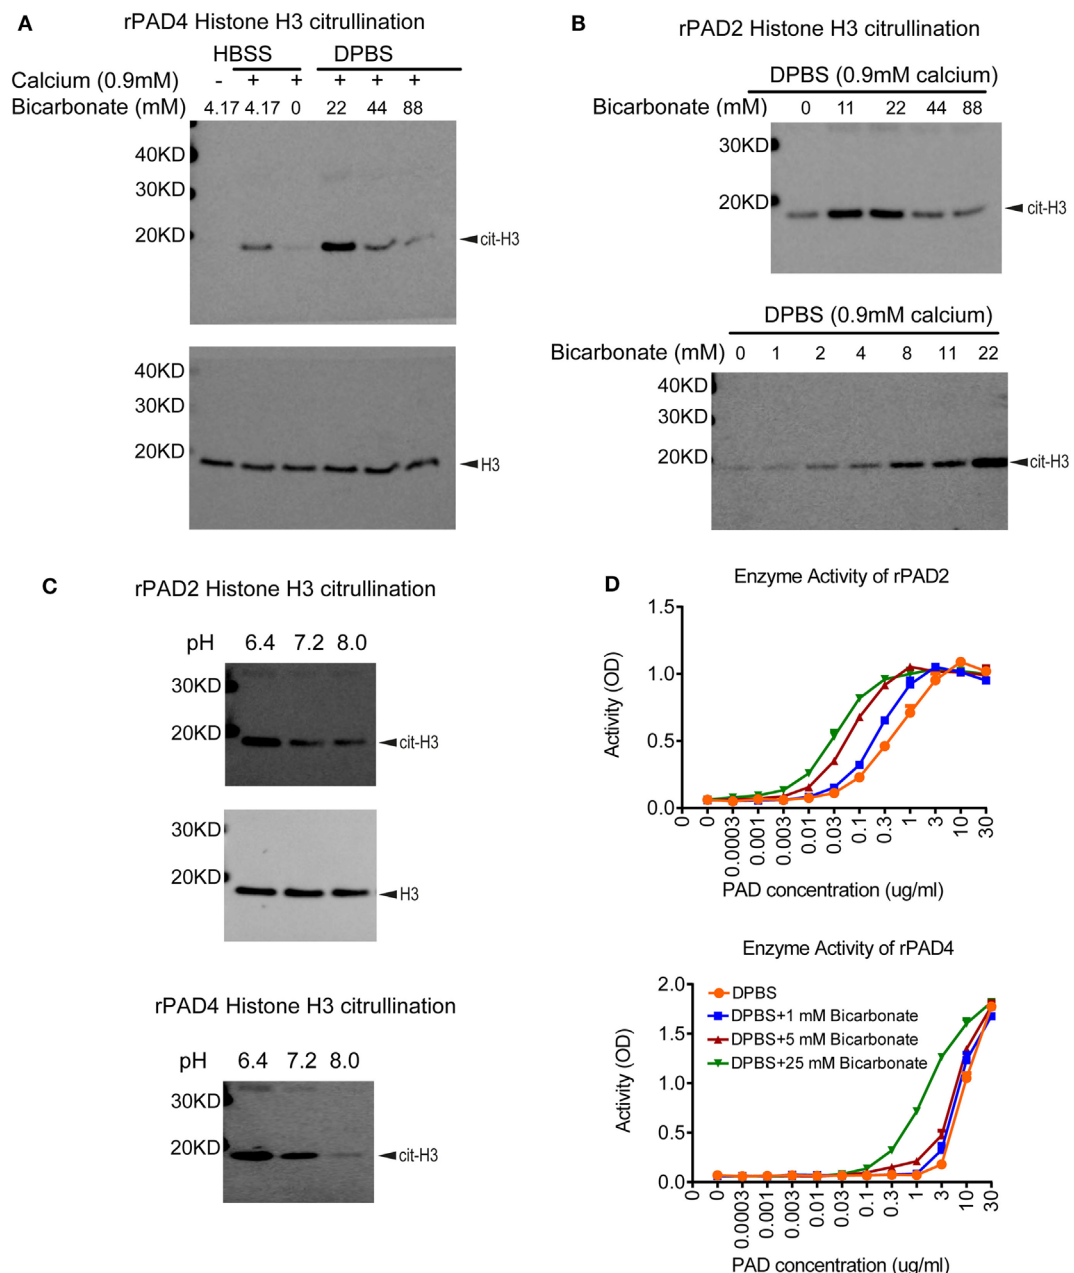 A
rPAD4 Histone H3 citrullination
HBSS DPBS
Calcium (0.9mM) - + + + + +
Bicarbonate (mM) 4.17 4.17 0 22 44 88
40KD
30KD
20KD
cit-H3
40KD
30KD
20KD
H3
B
rPAD2 Histone H3 citrullination
DPBS (0.9mM calcium)
Bicarbonate (mM) 0 11 22 44 88
30KD
20KD
cit-H3
DPBS (0.9mM calcium)
Bicarbonate (mM) 0 1 2 4 8 11 22
40KD
30KD
20KD
cit-H3
C
rPAD2 Histone H3 citrullination
pH 6.4 7.2 8.0
30KD
20KD
cit-H3
30KD
20KD
H3
rPAD4 Histone H3 citrullination
pH 6.4 7.2 8.0
30KD
20KD
cit-H3
D
Enzyme Activity of rPAD2
Activity (OD)
1.5
1.0
0.5
0.0
0 0 0.0003 0.001 0.003 0.01 0.03 0.1 0.3 1 3 10 30
PAD concentration (ug/ml)
Enzyme Activity of rPAD4
Activity (OD)
2.0
1.5
1.0
0.5
0.0
DPBS
DPBS+1 mM Bicarbonate
DPBS+5 mM Bicarbonate
DPBS+25 mM Bicarbonate
0 0 0.0003 0.001 0.003 0.01 0.03 0.1 0.3 1 3 10 30
PAD concentration (ug/ml)